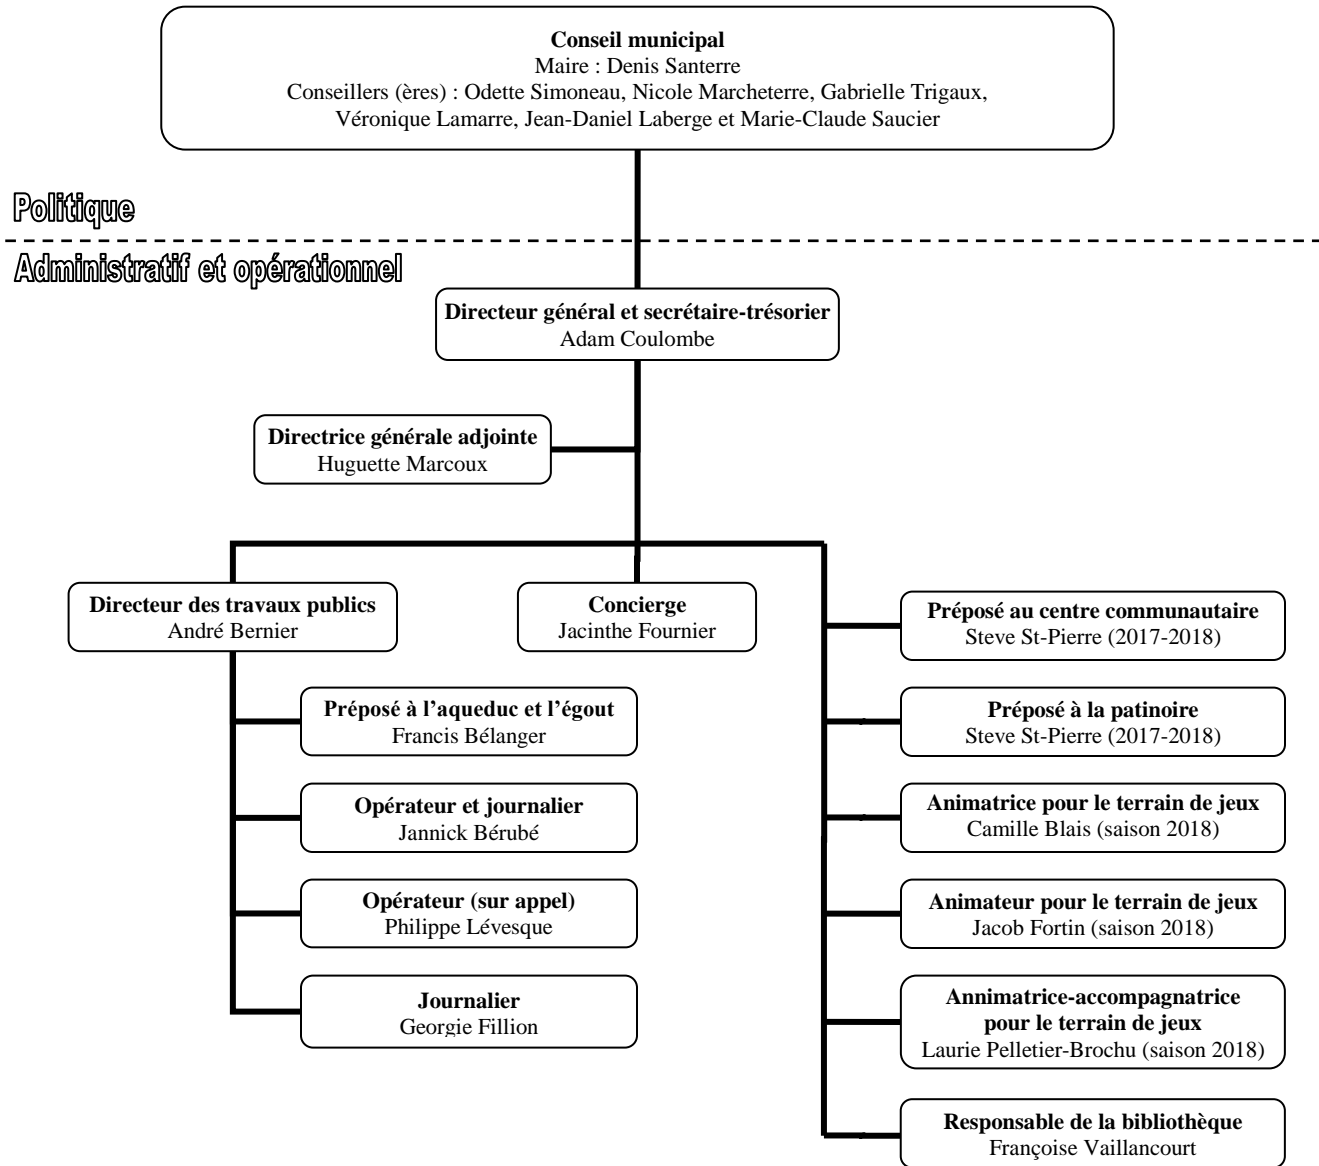 Conseil municipal
Maire : Denis Santerre
Conseillers (ères) : Odette Simoneau, Nicole Marcheterre, Gabrielle Trigaux,
Véronique Lamarre, Jean-Daniel Laberge et Marie-Claude Saucier
Politique
Administratif et opérationnel
Directeur général et secrétaire-trésorier
Adam Coulombe
Directrice générale adjointe
Huguette Marcoux
Directeur des travaux publics
André Bernier
Concierge
Jacinthe Fournier
Préposé à l’aqueduc et l’égout
Francis Bélanger
Opérateur et journalier
Jannick Bérubé
Opérateur (sur appel)
Philippe Lévesque
Journalier
Georgie Fillion
Préposé au centre communautaire
Steve St-Pierre (2017-2018)
Préposé à la patinoire
Steve St-Pierre (2017-2018)
Animatrice pour le terrain de jeux
Camille Blais (saison 2018)
Animateur pour le terrain de jeux
Jacob Fortin (saison 2018)
Annimatrice-accompagnatrice
pour le terrain de jeux
Laurie Pelletier-Brochu (saison 2018)
Responsable de la bibliothèque
Françoise Vaillancourt